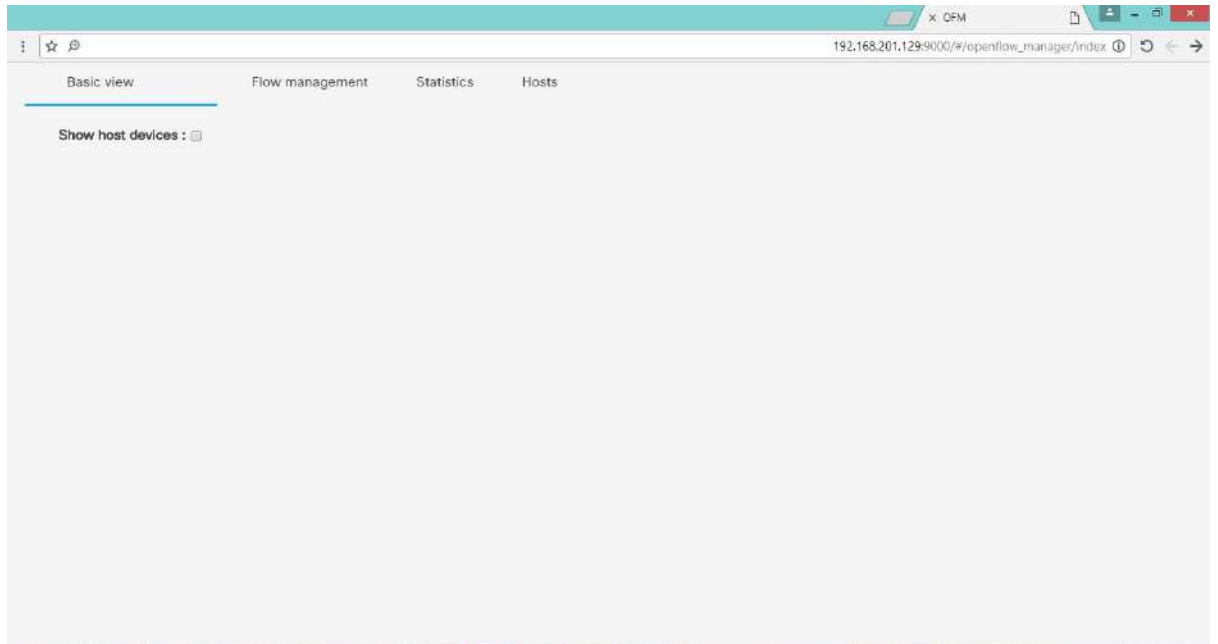 OFM
192.168.201.129:9000/#/openflow_manager/index
Basic view Flow management Statistics Hosts
Show host devices :